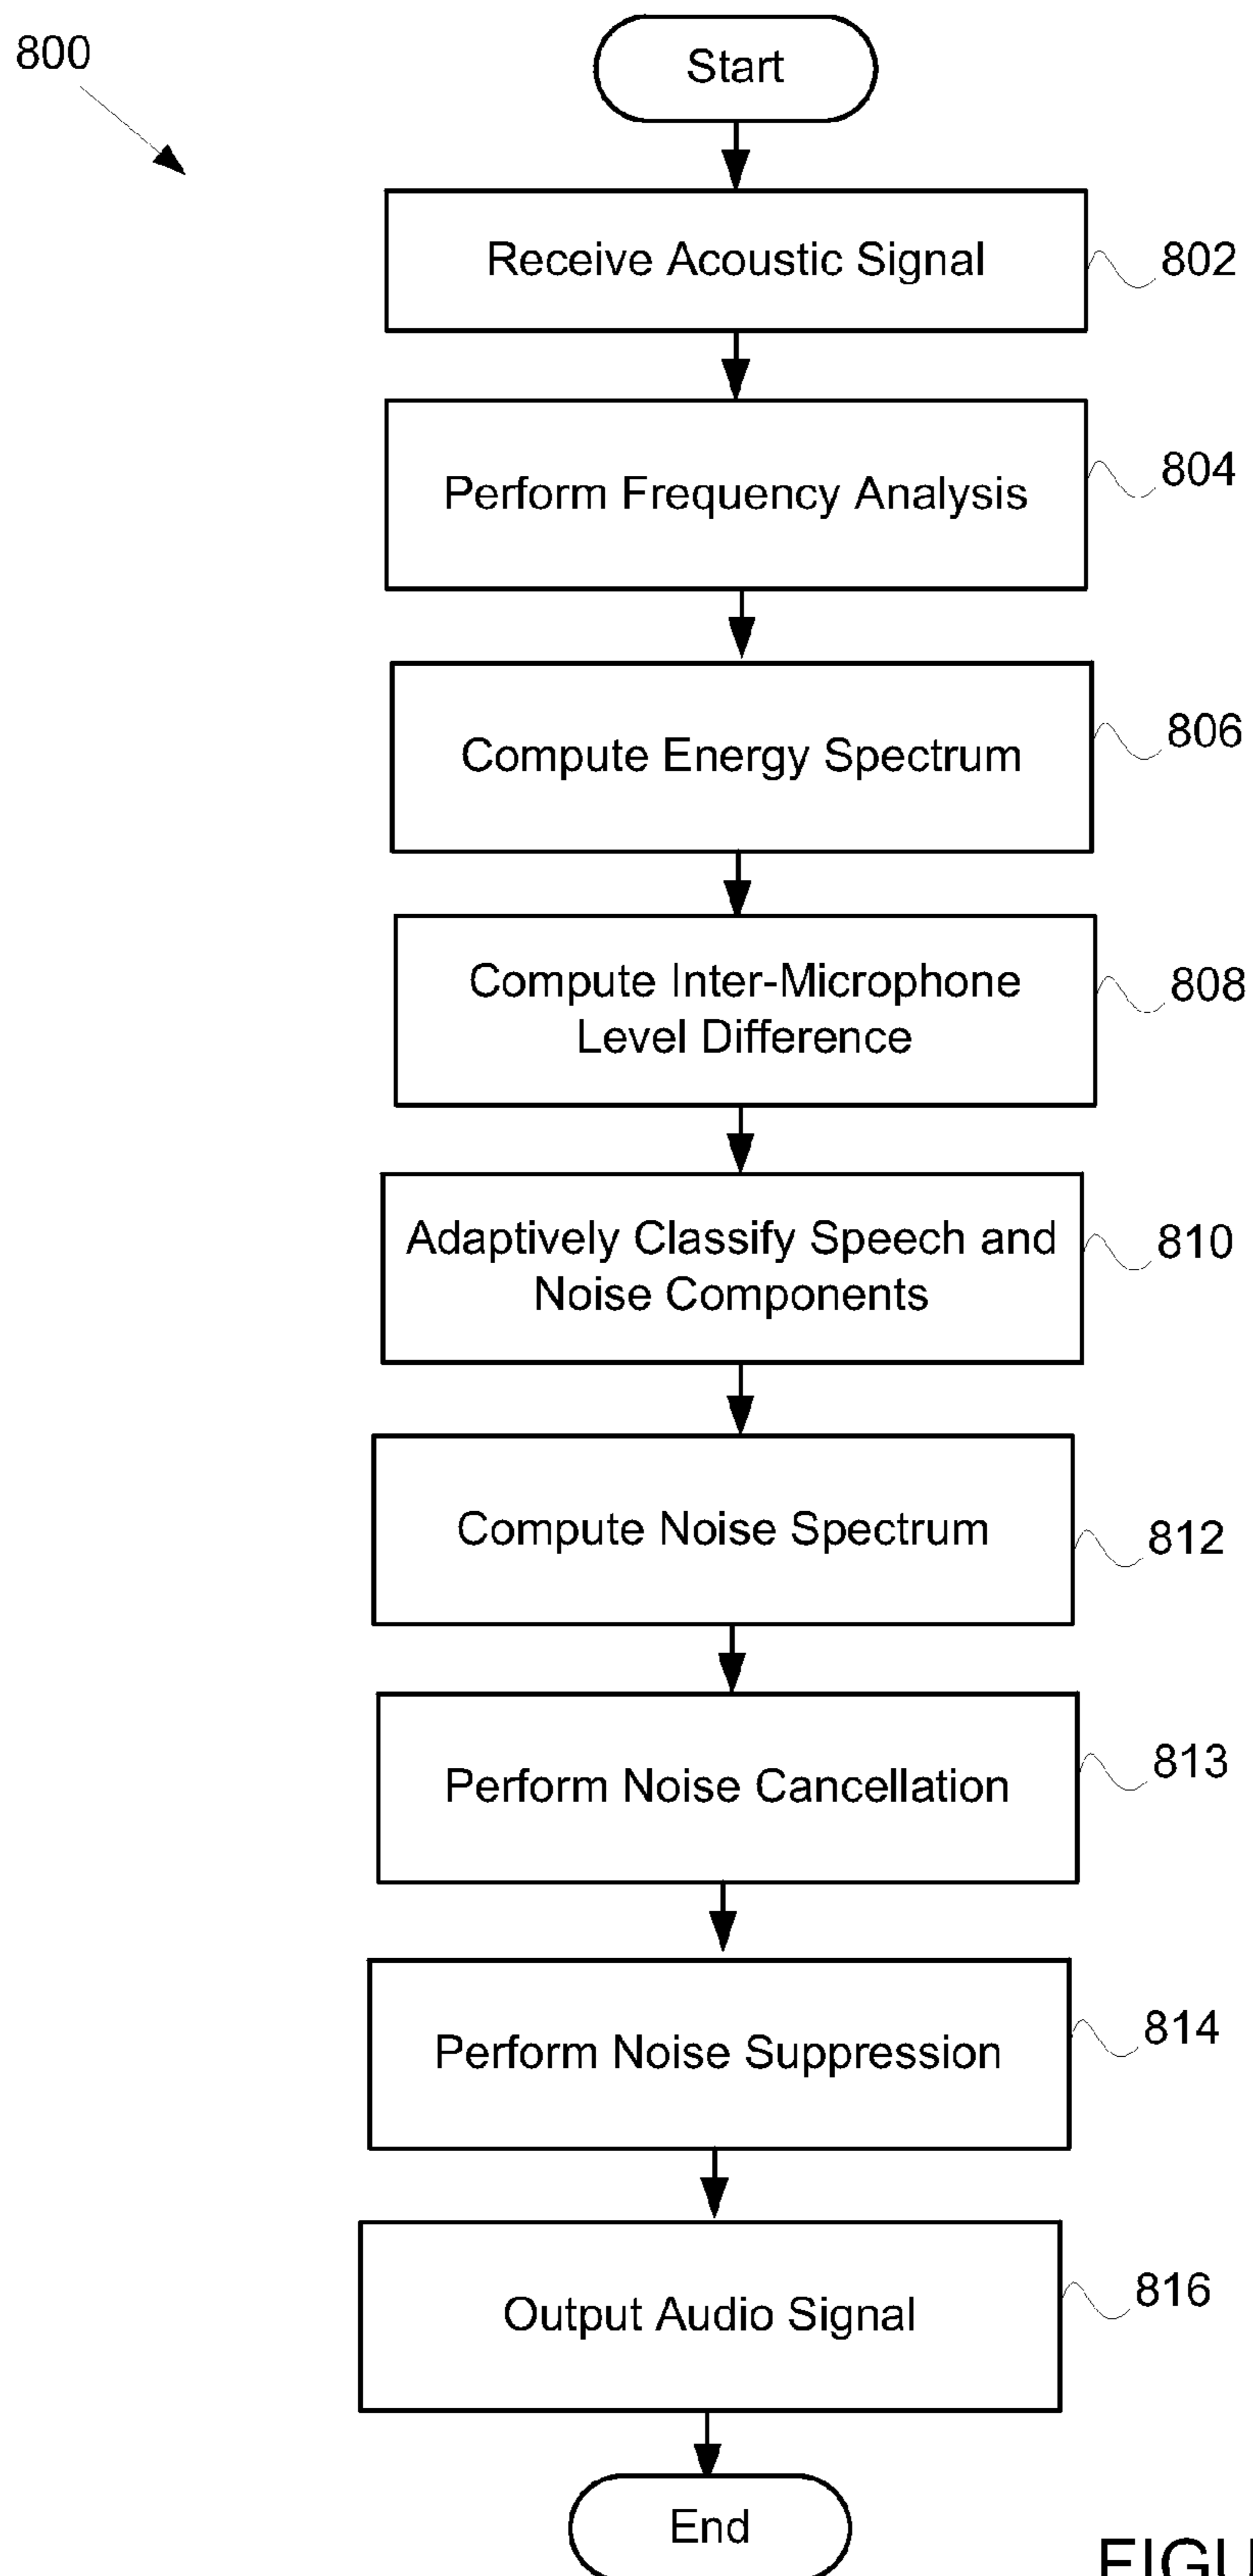 800
Start
Receive Acoustic Signal
802
Perform Frequency Analysis
804
Compute Energy Spectrum
806
Compute Inter-Microphone
Level Difference
808
Adaptively Classify Speech and
Noise Components
810
Compute Noise Spectrum
812
Perform Noise Cancellation
813
Perform Noise Suppression
814
Output Audio Signal
816
End